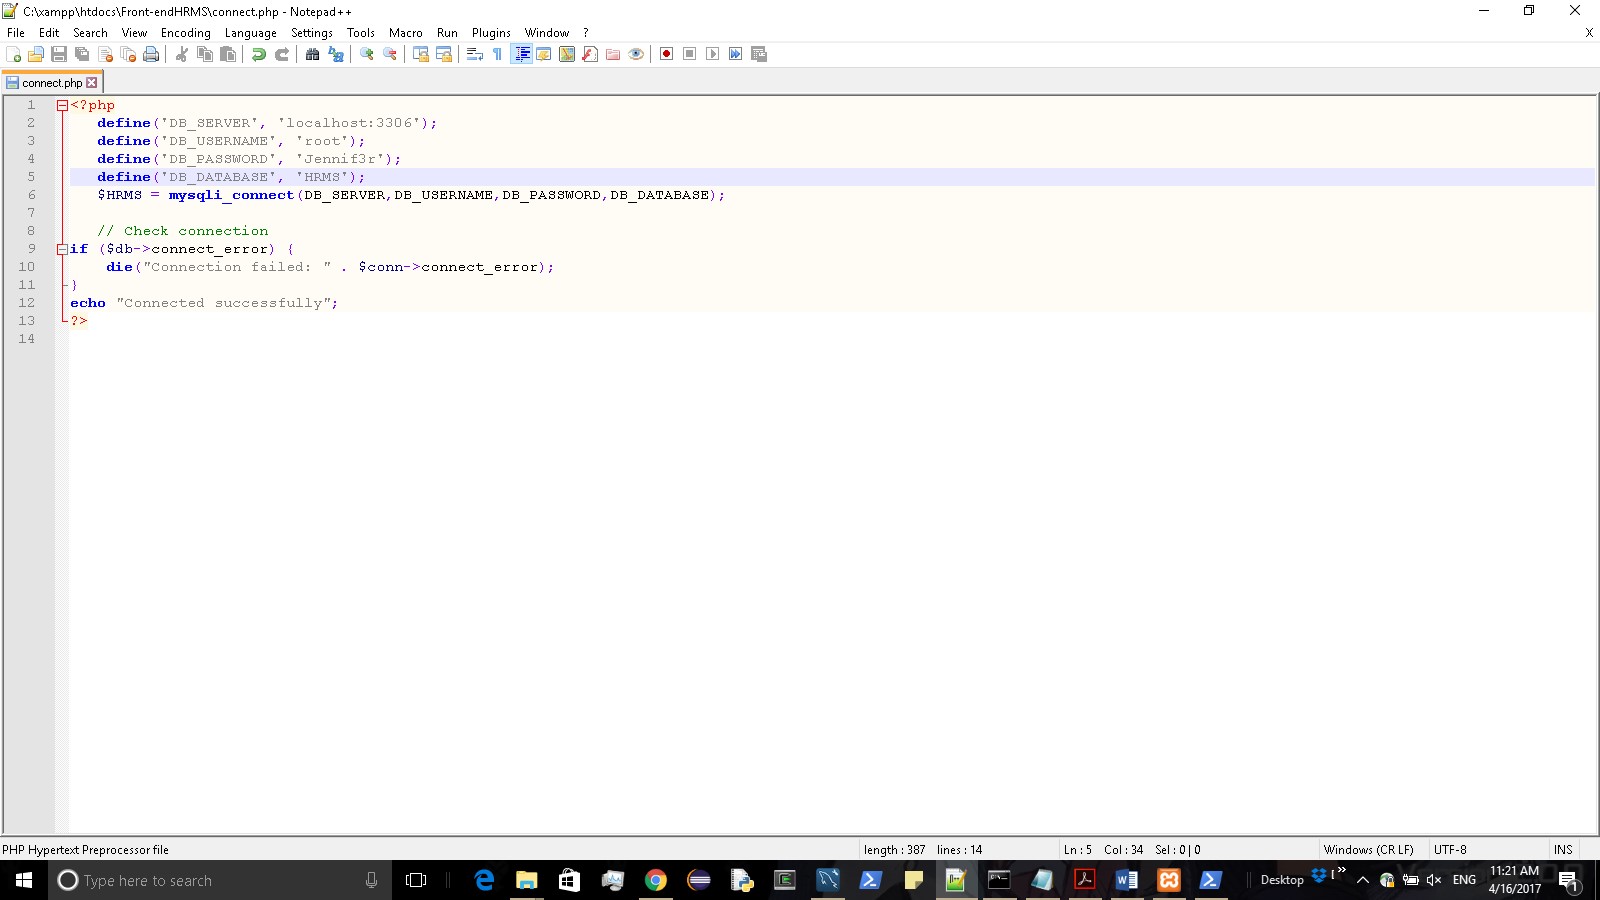 C:\xampp\htdocs\Front-endHRMS\connect.php - Notepad++
File Edit Search View Encoding Language Settings Tools Macro Run Plugins Window ? X
connect.php
1 <?php
2 define('DB_SERVER', 'localhost:3306');
3 define('DB_USERNAME', 'root');
4 define('DB_PASSWORD', 'Jennif3r');
5 define('DB_DATABASE', 'HRMS');
6 $HRMS = mysqli_connect(DB_SERVER,DB_USERNAME,DB_PASSWORD,DB_DATABASE);
7
8 // Check connection
9 if ($db->connect_error) {
10 die("Connection failed: " . $conn->connect_error);
11 }
12 echo "Connected successfully";
13 ?>
14
PHP Hypertext Preprocessor file length : 387 lines : 14 Ln : 5 Col : 34 Sel : 0 | 0 Windows (CR LF) UTF-8 INS
Type here to search Desktop » ENG 11:21 AM
4/16/2017 1